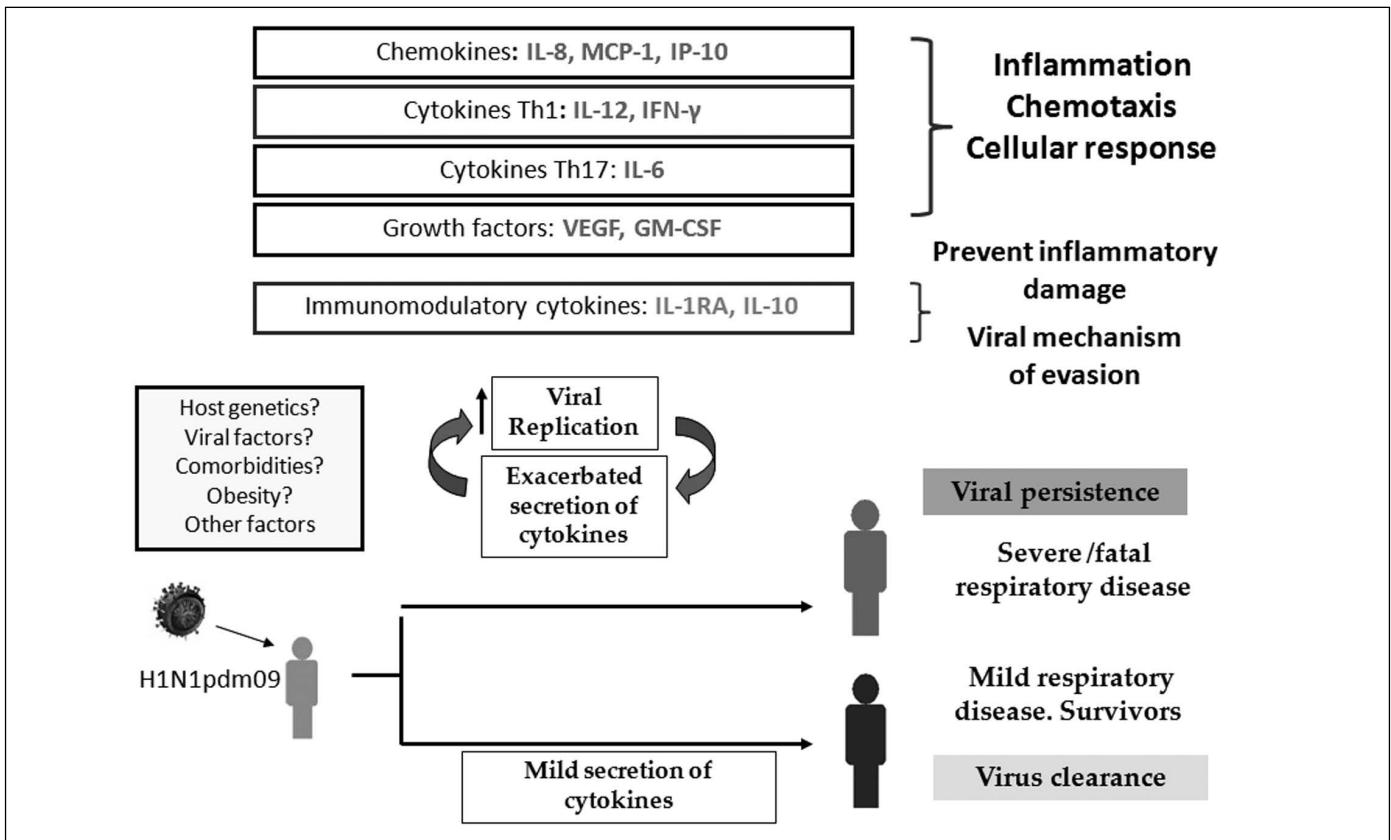 Chemokines: IL-8, MCP-1, IP-10
Cytokines Th1: IL-12, IFN-γ
Cytokines Th17: IL-6
Growth factors: VEGF, GM-CSF
Inflammation
Chemotaxis
Cellular response
Immunomodulatory cytokines: IL-1RA, IL-10
Prevent inflammatory
damage
Viral mechanism
of evasion
Host genetics?
Viral factors?
Comorbidities?
Obesity?
Other factors
Viral
Replication
Exacerbated
secretion of
cytokines
Viral persistence
Severe /fatal
respiratory disease
H1N1pdm09
Mild respiratory
disease. Survivors
Mild secretion of
cytokines
Virus clearance